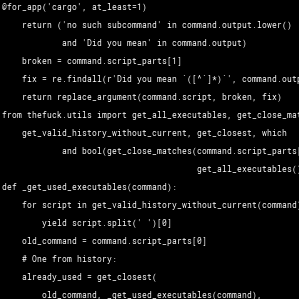 @for_app('cargo', at_least=1)
return ('no such subcommand' in command.output.lower()
and 'Did you mean' in command.output)
broken = command.script_parts[1]
fix = re.findall(r'Did you mean `([^`]*)`', command.outp
return replace_argument(command.script, broken, fix)
from thefuck.utils import get_all_executables, get_close_mat
get_valid_history_without_current, get_closest, which
and bool(get_close_matches(command.script_parts[
get_all_executables()
def _get_used_executables(command):
for script in get_valid_history_without_current(command)
yield script.split(' ')[0]
old_command = command.script_parts[0]
# One from history:
already_used = get_closest(
old_command, _get_used_executables(command),